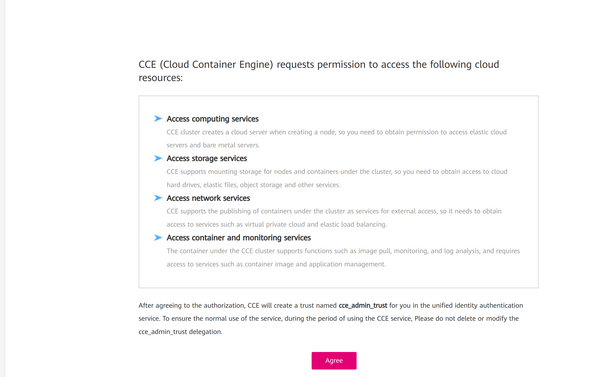 CCE (Cloud Container Engine) requests permission to access the following cloud
resources:
Access computing services
CCE cluster creates a cloud server when creating a node, so you need to obtain permission to access elastic cloud
servers and bare metal servers.
Access storage services
CCE supports mounting storage for nodes and containers under the cluster, so you need to obtain access to cloud
hard drives, elastic files, object storage and other services.
Access network services
CCE supports the publishing of containers under the cluster as services for external access, so it needs to obtain
access to services such as virtual private cloud and elastic load balancing.
Access container and monitoring services
The container under the CCE cluster supports functions such as image pull, monitoring, and log analysis, and requires
access to services such as container image and application management.
After agreeing to the authorization, CCE will create a trust named cce_admin_trust for you in the unified identity authentication
service. To ensure the normal use of the service, during the period of using the CCE service, Please do not delete or modify the
cce_admin_trust delegation.
Agree